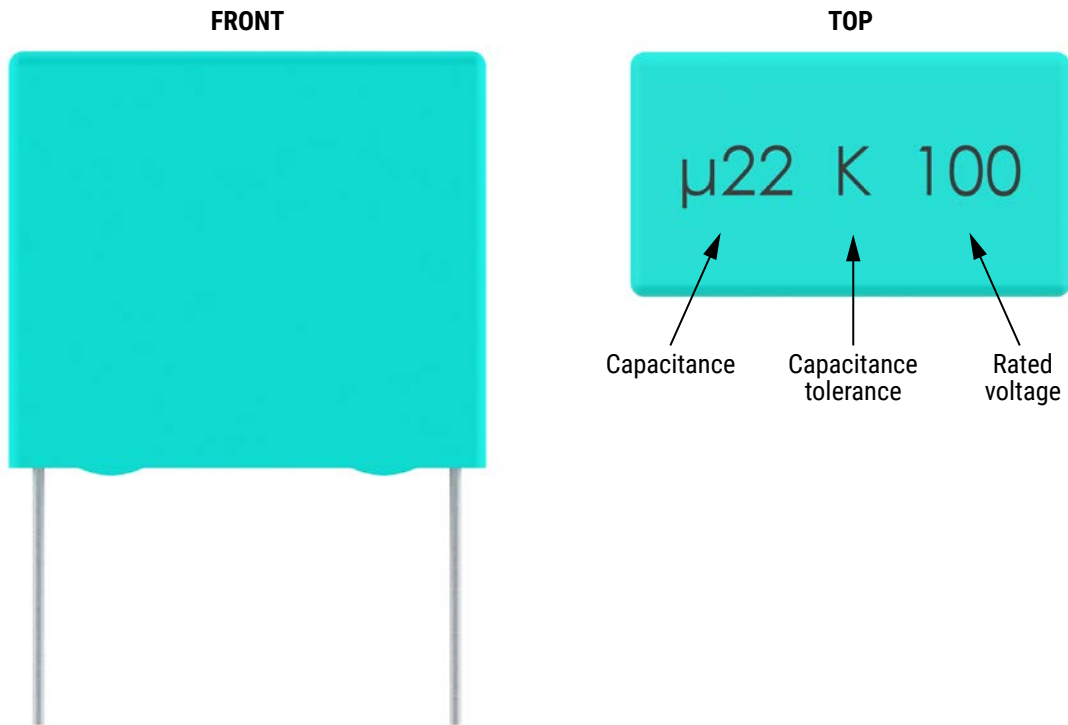 FRONT
TOP
µ22 K 100
Capacitance
Capacitance
tolerance
Rated
voltage